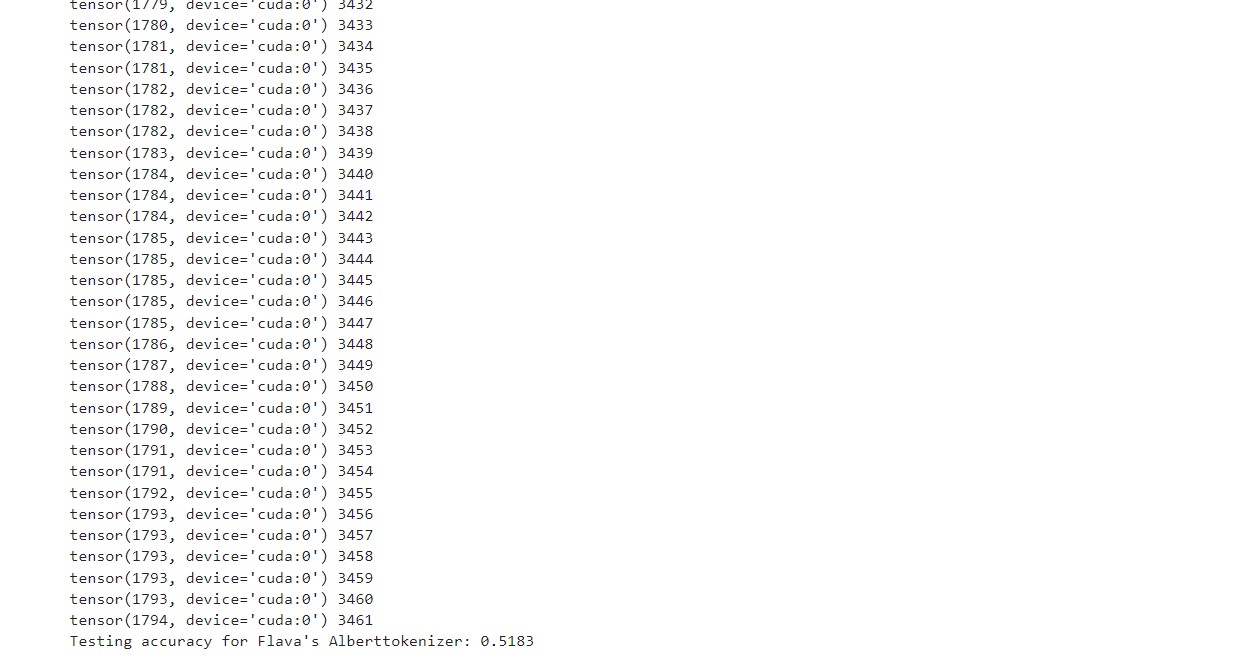 tensor(1779, device='cuda:0') 3432
tensor(1780, device='cuda:0') 3433
tensor(1781, device='cuda:0') 3434
tensor(1781, device='cuda:0') 3435
tensor(1782, device='cuda:0') 3436
tensor(1782, device='cuda:0') 3437
tensor(1782, device='cuda:0') 3438
tensor(1783, device='cuda:0') 3439
tensor(1784, device='cuda:0') 3440
tensor(1784, device='cuda:0') 3441
tensor(1784, device='cuda:0') 3442
tensor(1785, device='cuda:0') 3443
tensor(1785, device='cuda:0') 3444
tensor(1785, device='cuda:0') 3445
tensor(1785, device='cuda:0') 3446
tensor(1785, device='cuda:0') 3447
tensor(1786, device='cuda:0') 3448
tensor(1787, device='cuda:0') 3449
tensor(1788, device='cuda:0') 3450
tensor(1789, device='cuda:0') 3451
tensor(1790, device='cuda:0') 3452
tensor(1791, device='cuda:0') 3453
tensor(1791, device='cuda:0') 3454
tensor(1792, device='cuda:0') 3455
tensor(1793, device='cuda:0') 3456
tensor(1793, device='cuda:0') 3457
tensor(1793, device='cuda:0') 3458
tensor(1793, device='cuda:0') 3459
tensor(1793, device='cuda:0') 3460
tensor(1794, device='cuda:0') 3461
Testing accuracy for Flava's Alberttokenizer: 0.5183